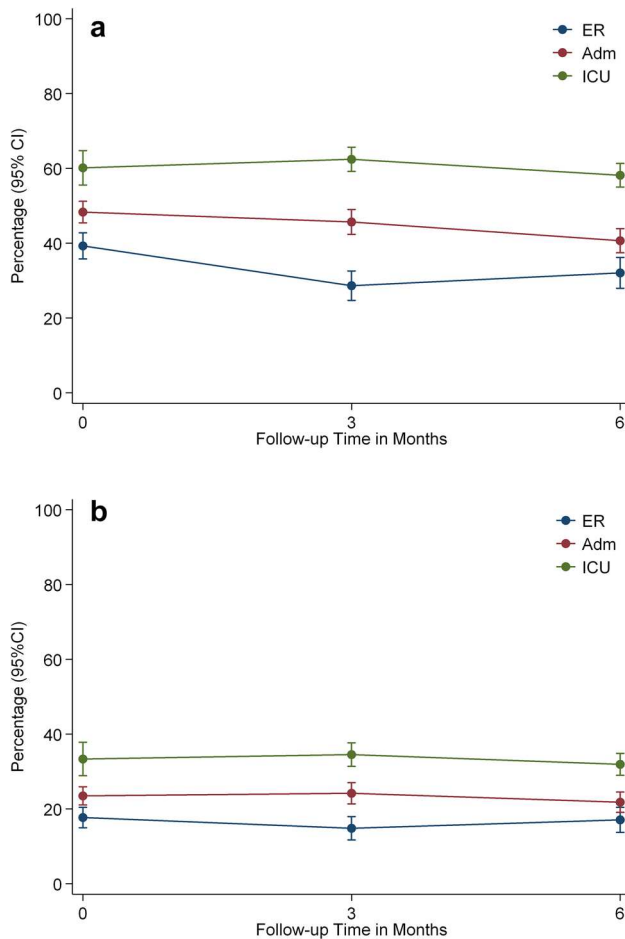 a
ER
Adm
ICU
Percentage (95% CI)
100
80
60
40
20
0
0 3 6
Follow-up Time in Months
b
ER
Adm
ICU
Percentage (95%CI)
100
80
60
40
20
0
0 3 6
Follow-up Time in Months